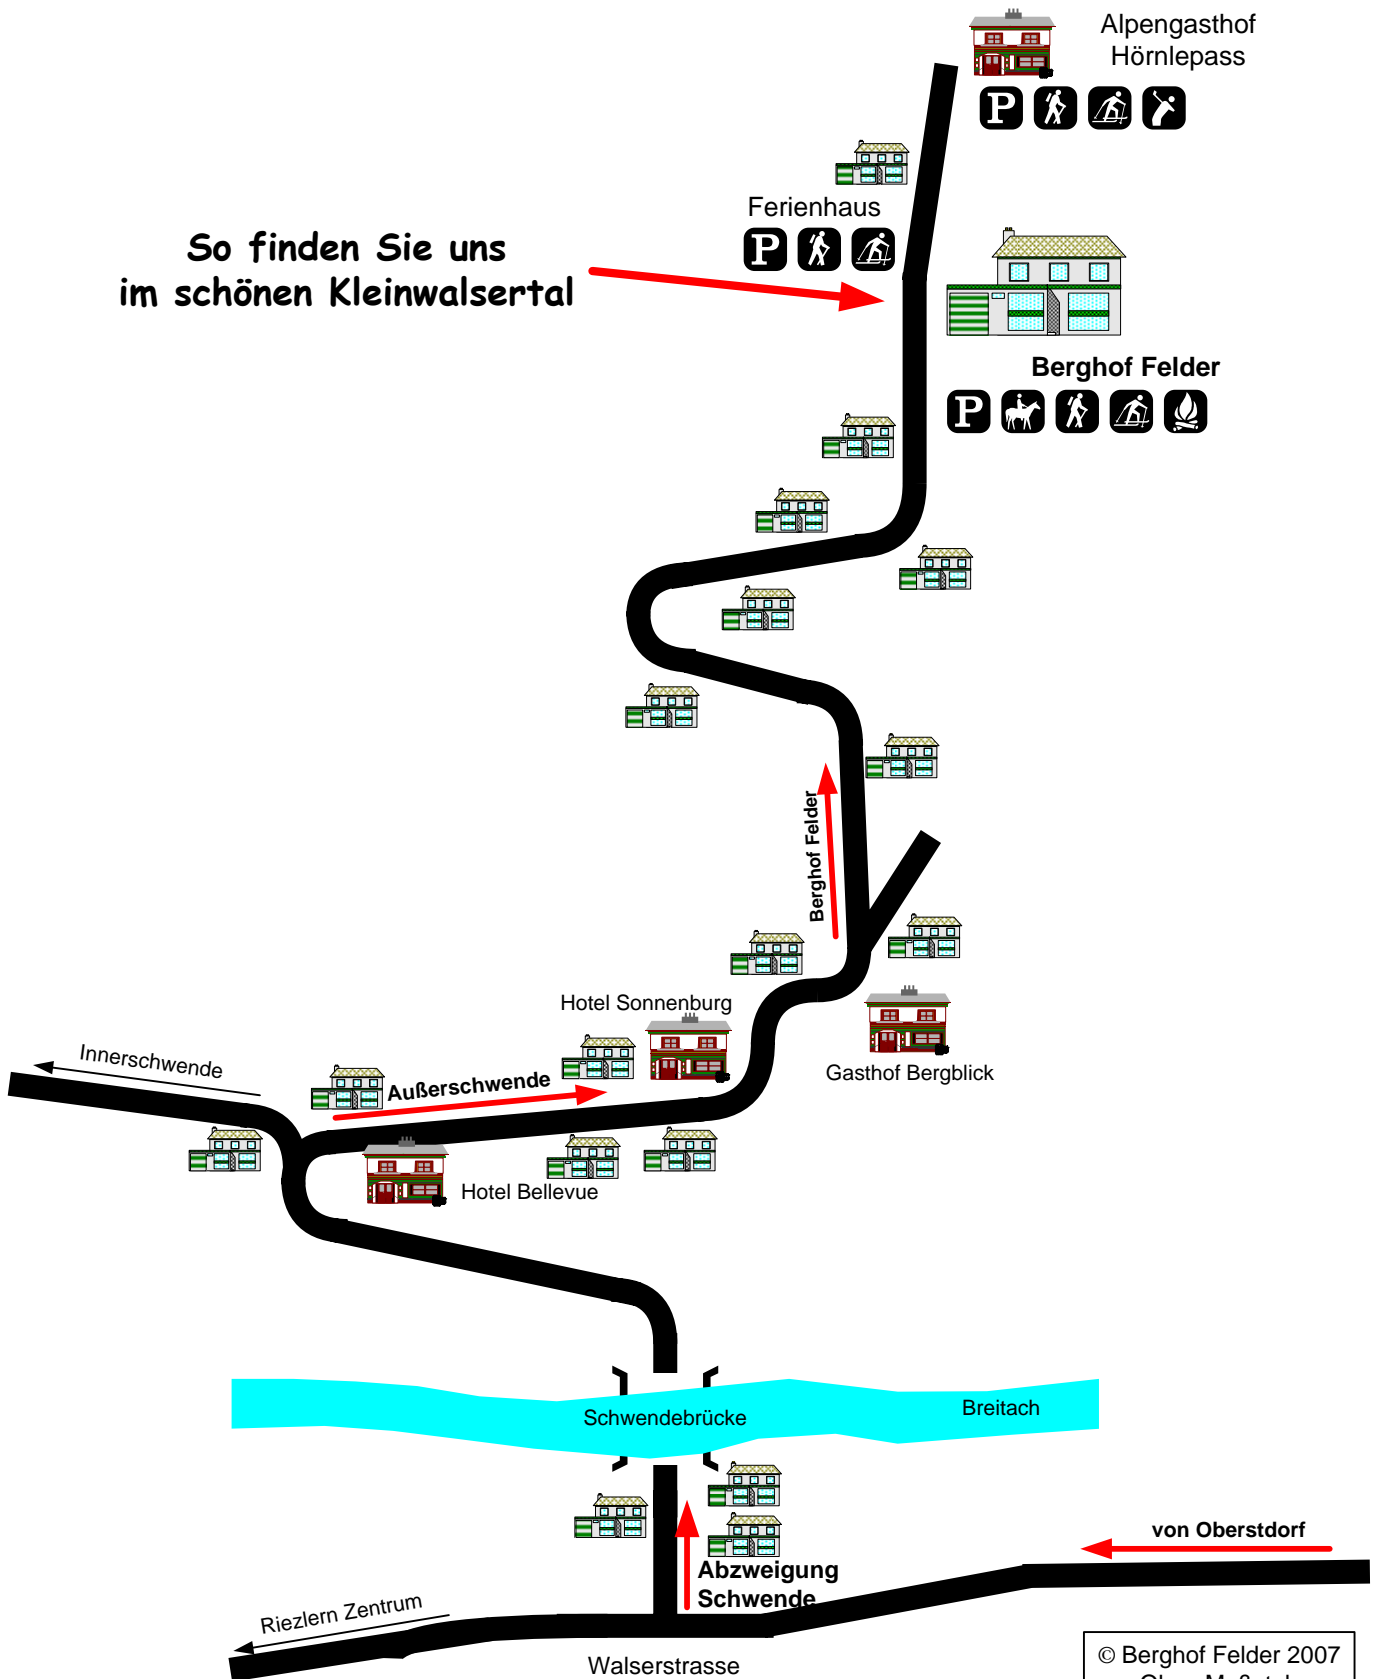 Alpengasthof
Hörnlepass
P
Ferienhaus
P
So finden Sie uns
im schönen Kleinwalsertal
Berghof Felder
P
Berghof Felder
Hotel Sonnenburg
Innerschwende
Außerschwende
Gasthof Bergblick
Hotel Bellevue
Schwendebrücke
Breitach
von Oberstdorf
Abzweigung
Schwende
Riezlern Zentrum
Walserstrasse
© Berghof Felder 2007